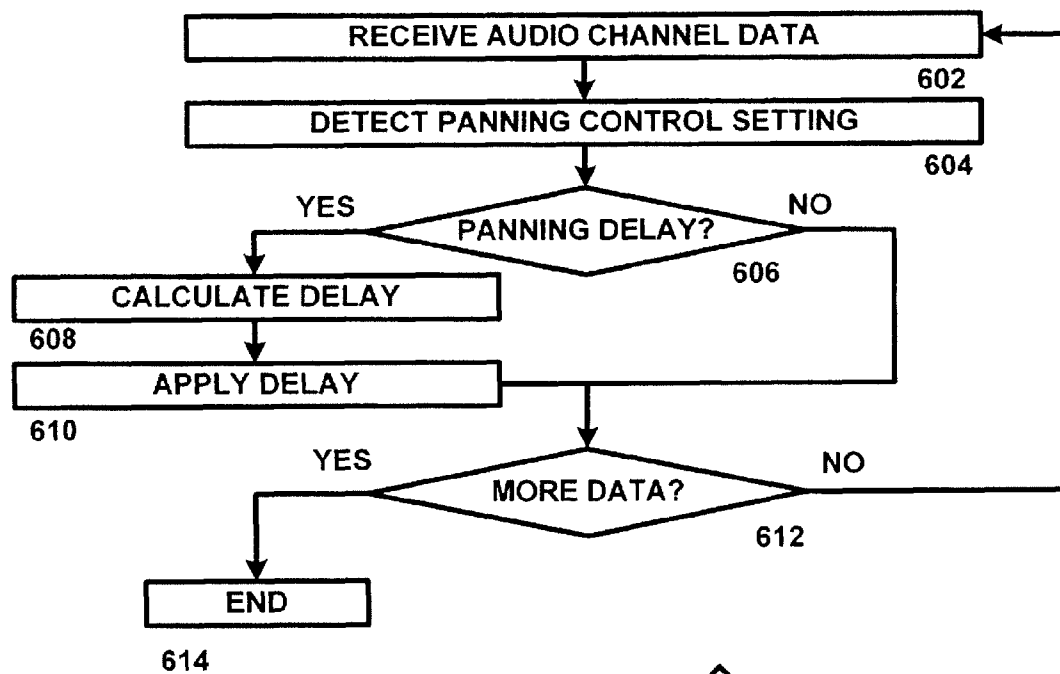 RECEIVE AUDIO CHANNEL DATA
602
DETECT PANNING CONTROL SETTING
604
YES
PANNING DELAY?
NO
606
CALCULATE DELAY
608
APPLY DELAY
610
YES
MORE DATA?
NO
612
END
614